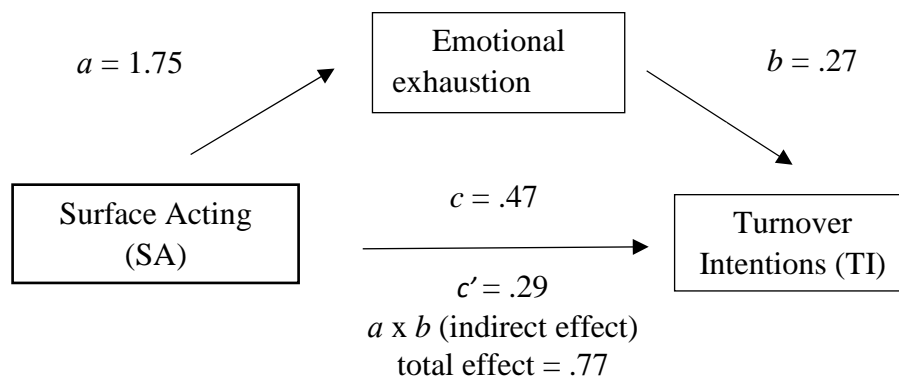 Emotional
exhaustion
a = 1.75
b = .27
Surface Acting
(SA)
c = .47
Turnover
Intentions (TI)
c′ = .29
a x b (indirect effect)
total effect = .77